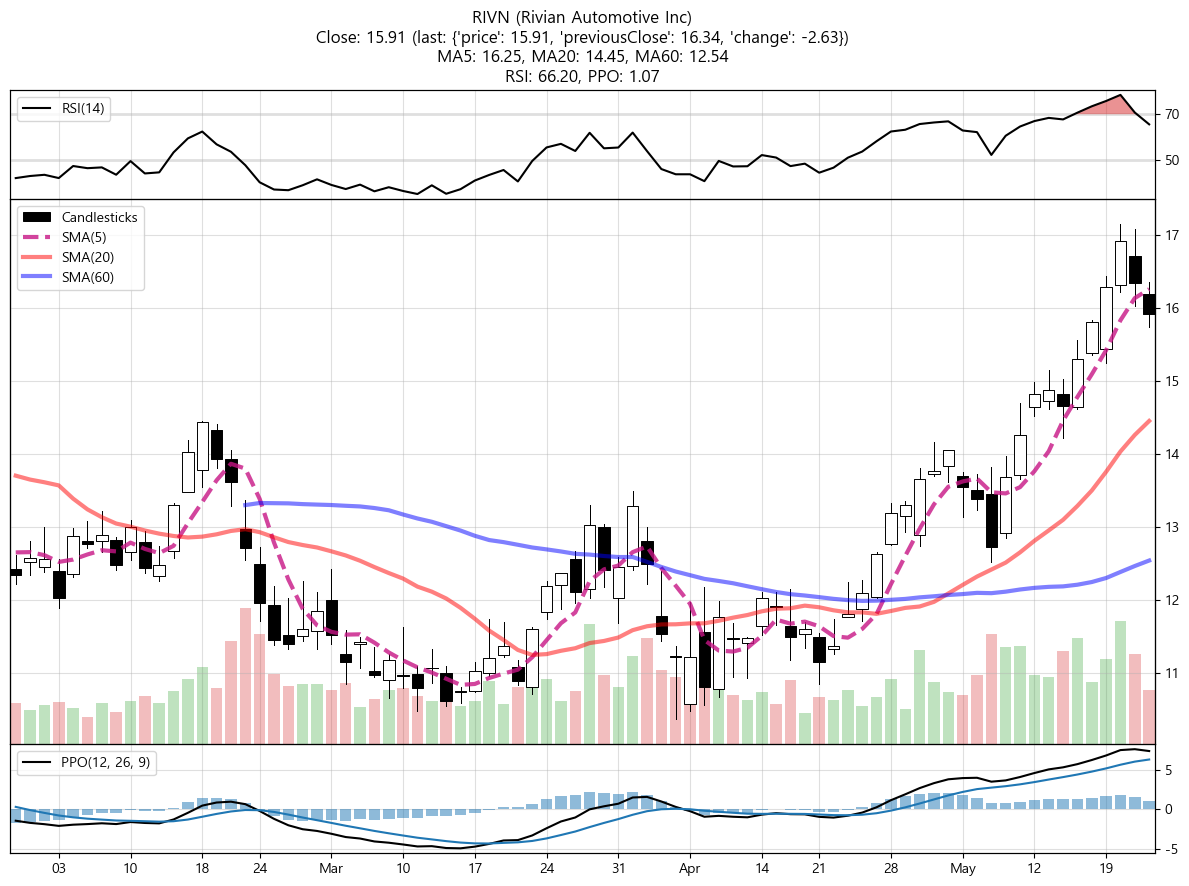 RIVN (Rivian Automotive Inc)
Close: 15.91 (last: {'price': 15.91, 'previousClose': 16.34, 'change': -2.63})
MA5: 16.25, MA20: 14.45, MA60: 12.54
RSI: 66.20, PPO: 1.07
RSI(14)
70
50
Candlesticks
SMA(5)
SMA(20)
SMA(60)
17
16
15
14
13
12
11
PPO(12, 26, 9)
5
0
-5
03 10 18 24 Mar 10 17 24 31 Apr 14 21 28 May 12 19